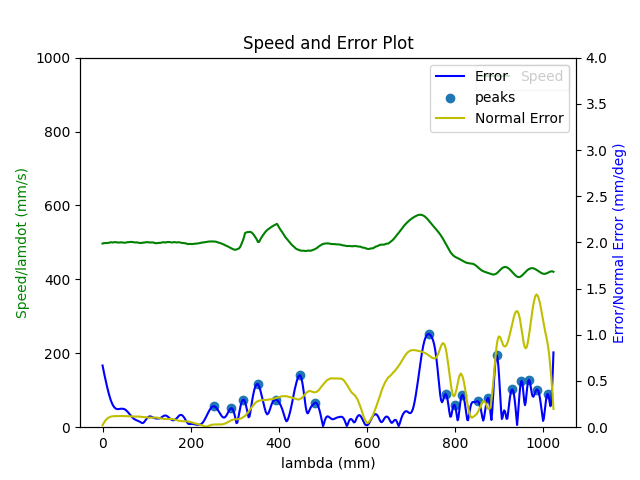 Speed and Error Plot
1000
800
600
400
200
0
Speed/lamdot (mm/s)
4.0
3.5
3.0
2.5
2.0
1.5
1.0
0.5
0.0
Error/Normal Error (mm/deg)
Error
Speed
peaks
Normal Error
0 200 400 600 800 1000
lambda (mm)